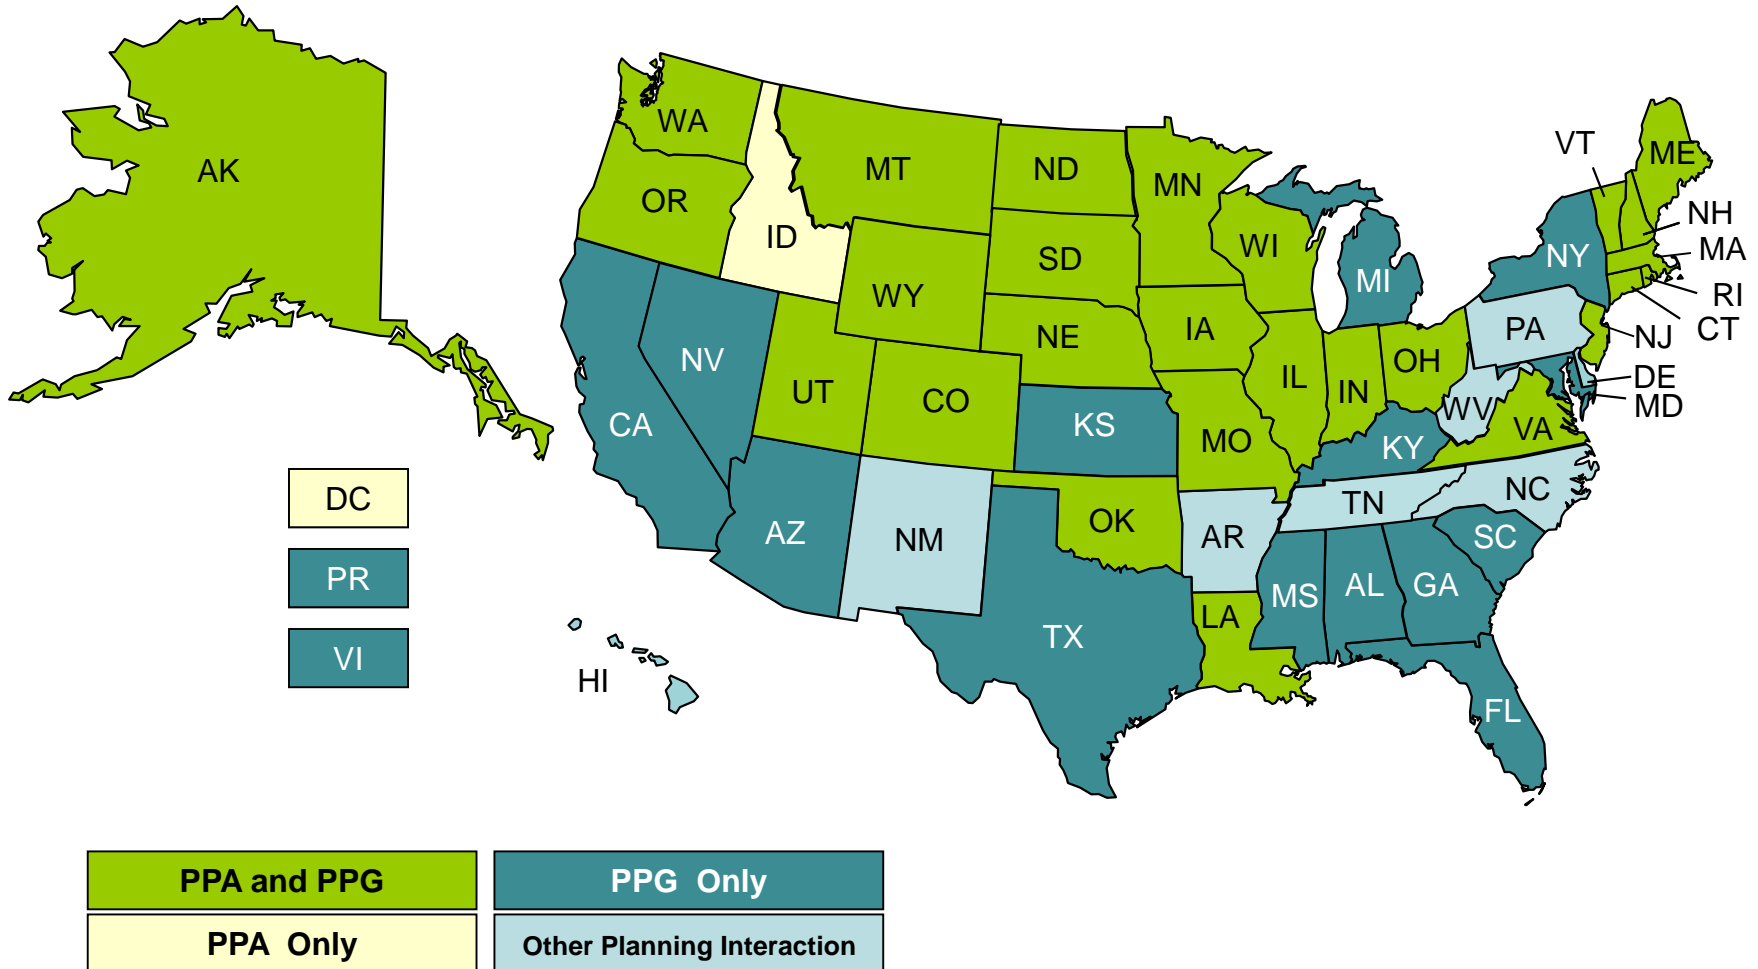 AK
WA
MT
ND
MN
VT
ME
OR
ID
WI
NH
MA
SD
NY
MI
WY
RI
CT
NE
IA
PA
NJ
NV
OH
UT
CO
IL
IN
DE
MD
CA
KS
WV
VA
MO
KY
DC
TN
NC
AZ
NM
OK
AR
SC
PR
MS
AL
GA
LA
TX
VI
HI
FL
PPA and PPG
PPG Only
PPA Only
Other Planning Interaction